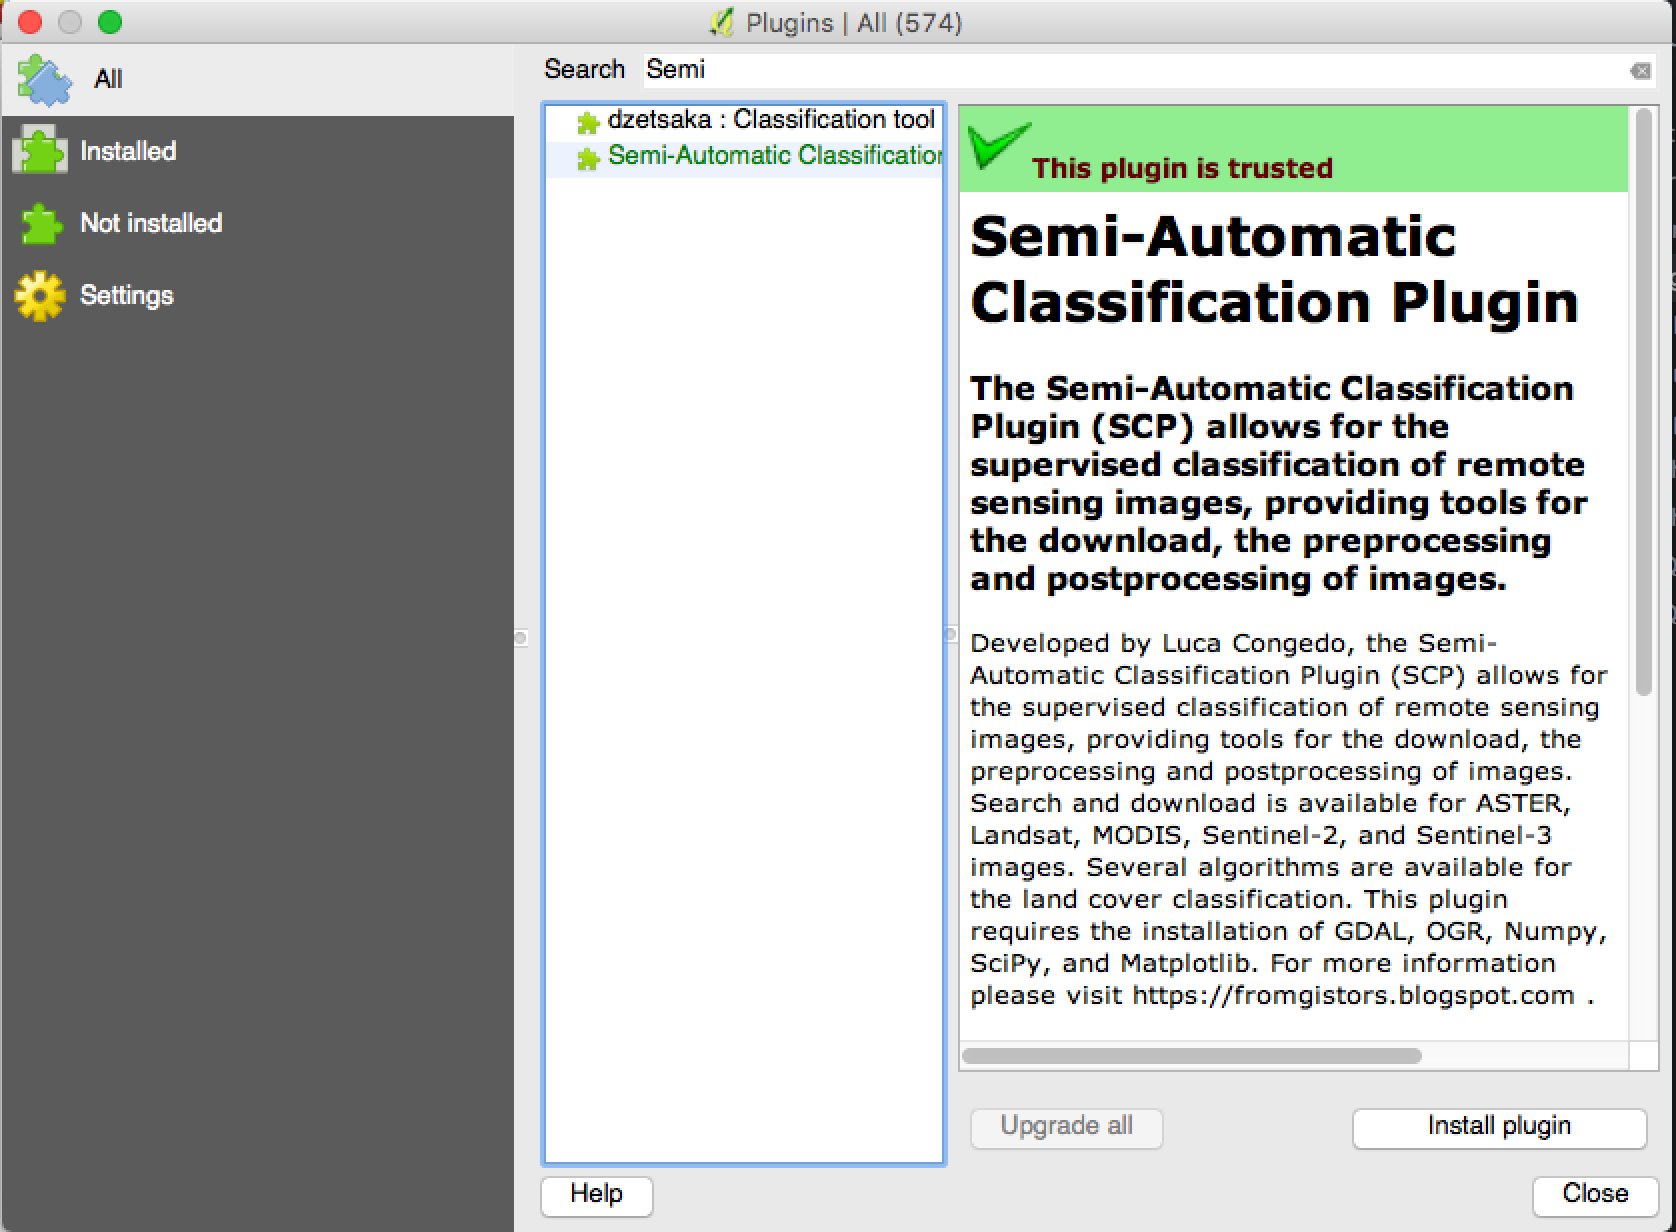 Plugins | All (574)
All
Installed
Not installed
Settings
Search Semi
dzetsaka : Classification tool
Semi-Automatic Classification
This plugin is trusted
Semi-Automatic
Classification Plugin
The Semi-Automatic Classification
Plugin (SCP) allows for the
supervised classification of remote
sensing images, providing tools for
the download, the preprocessing
and postprocessing of images.
Developed by Luca Congedo, the Semi-
Automatic Classification Plugin (SCP) allows for
the supervised classification of remote sensing
images, providing tools for the download, the
preprocessing and postprocessing of images.
Search and download is available for ASTER,
Landsat, MODIS, Sentinel-2, and Sentinel-3
images. Several algorithms are available for
the land cover classification. This plugin
requires the installation of GDAL, OGR, Numpy,
SciPy, and Matplotlib. For more information
please visit https://fromgistors.blogspot.com .
Upgrade all
Install plugin
Help
Close